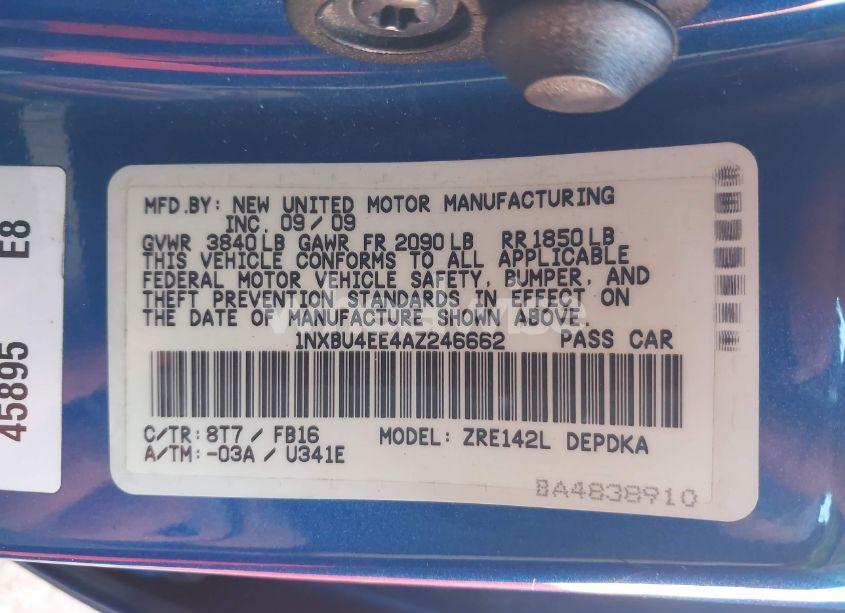 MFD.BY: NEW UNITED MOTOR MANUFACTURING
INC. 09/09
GVWR 3840LB GAWR FR 2090LB RR1850LB
THIS VEHICLE CONFORMS TO ALL APPLICABLE
FEDERAL MOTOR VEHICLE SAFETY, BUMPER, AND
THEFT PREVENTION STANDARDS IN EFFECT ON
THE DATE OF MANUFACTURE SHOWN ABOVE.
1NXBU4EE4AZ246662 PASS CAR
C/TR: 8T7 / FB16 MODEL: ZRE142L DEPDKA
A/TM: -03A / U341E
BA4838910
45895 E8